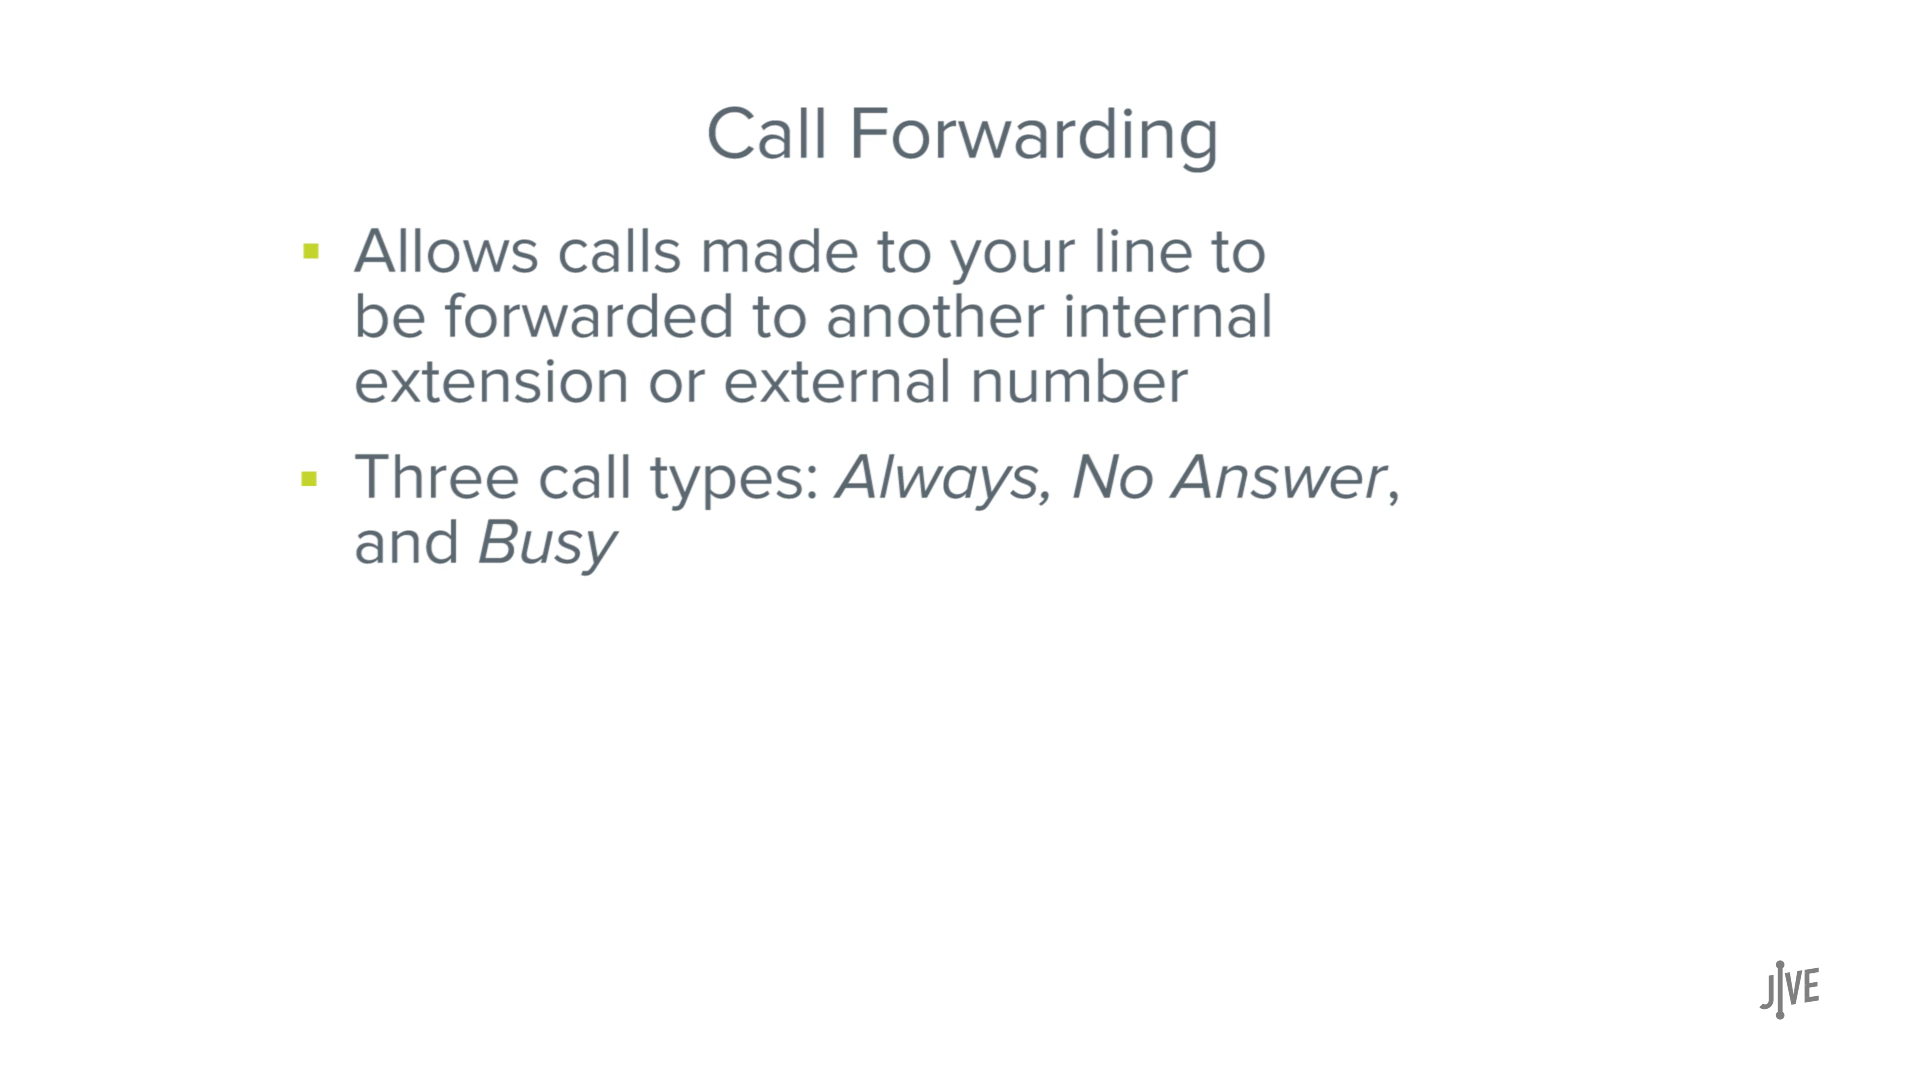 Call Forwarding
Allows calls made to your line to
be forwarded to another internal
extension or external number
Three call types: Always, No Answer,
and Busy
JIVE